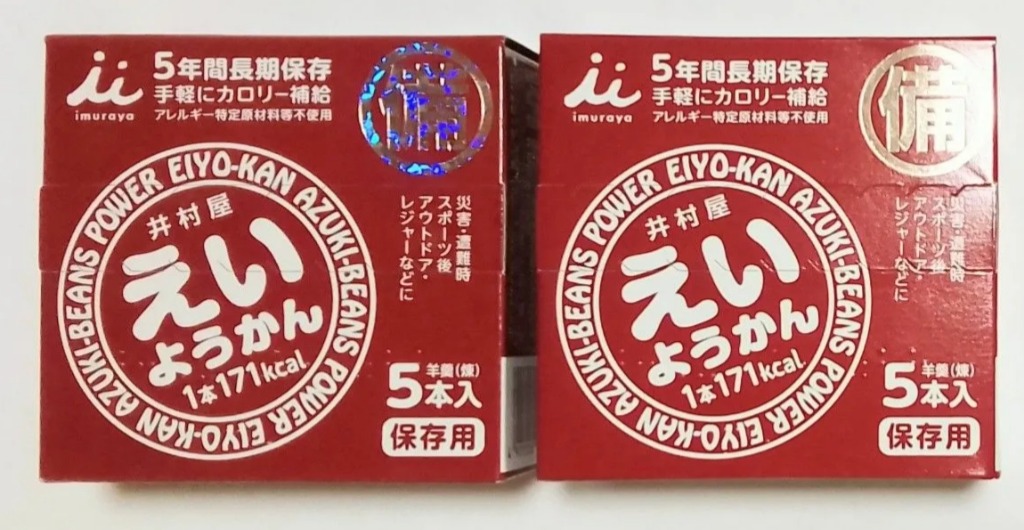 imuraya
5年間長期保存
手軽にカロリー補給
アレルギー特定原材料等不使用
備
POWER EIYO-KAN AZUKI-BEANS POWER EIYO-KAN AZUKI-BEANS
井村屋
えい
ようかん
1本171kcal
災害・遭難時
スポーツ後
アウトドア・
レジャーなどに
5本入
羊羹(煉)
保存用
imuraya
5年間長期保存
手軽にカロリー補給
アレルギー特定原材料等不使用
備
POWER EIYO-KAN AZUKI-BEANS POWER EIYO-KAN AZUKI-BEANS
井村屋
えい
ようかん
1本171kcal
災害・遭難時
スポーツ後
アウトドア・
レジャーなどに
5本入
羊羹(煉)
保存用